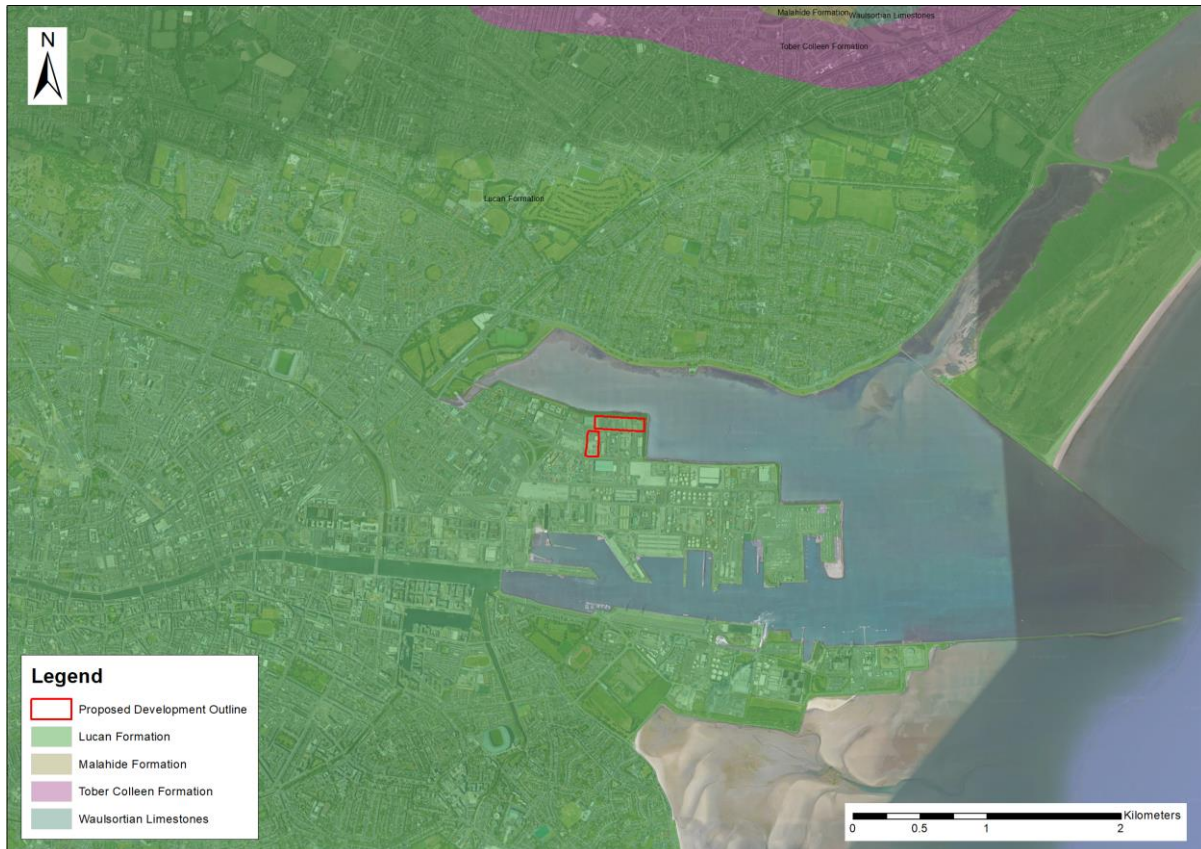 Malahide Formation
Waulsortian Limestones
Tober Colleen Formation
N
Lucan Formation
Legend
Proposed Development Outline
Lucan Formation
Malahide Formation
Tober Colleen Formation
Waulsortian Limestones
Kilometers
0 0.5 1 2